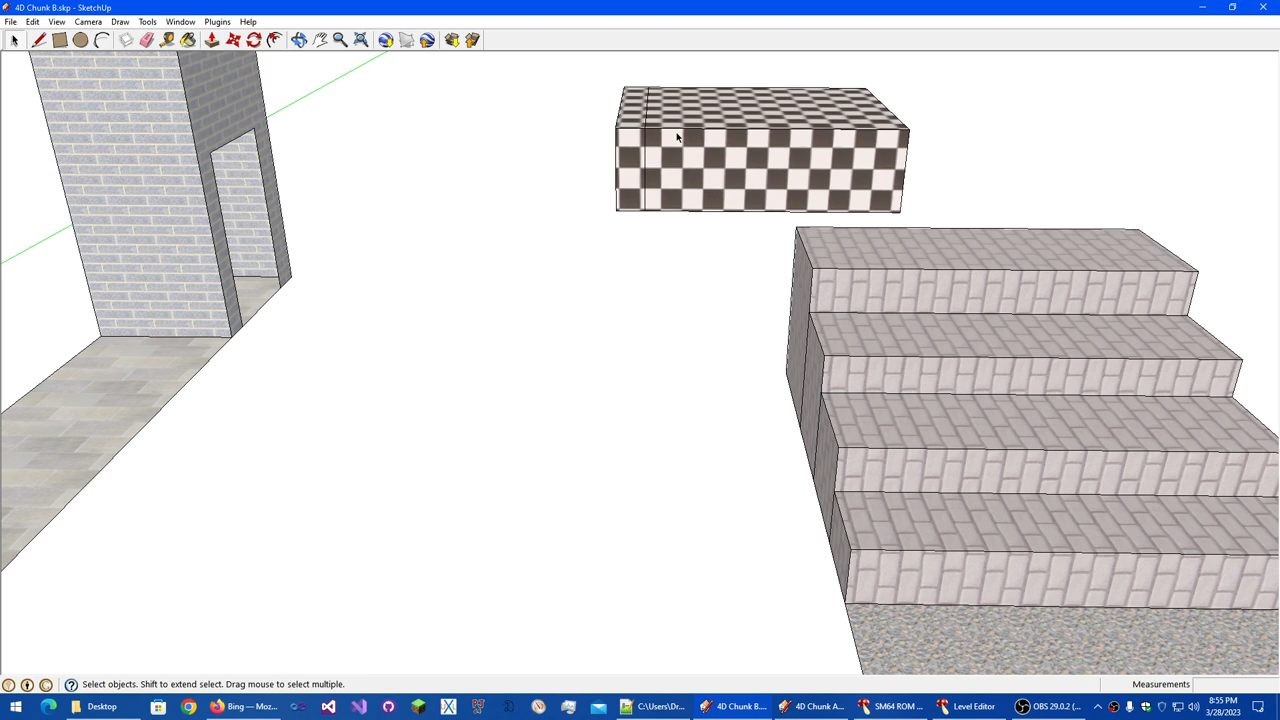 4D Chunk B.skp - SketchUp
File Edit View Camera Draw Tools Window Plugins Help
Select objects. Shift to extend select. Drag mouse to select multiple.
Measurements
Desktop
Bing — Moz...
C:\Users\Dr...
4D Chunk B....
4D Chunk A...
SM64 ROM ...
Level Editor
OBS 29.0.2 (...
8:55 PM
3/28/2023